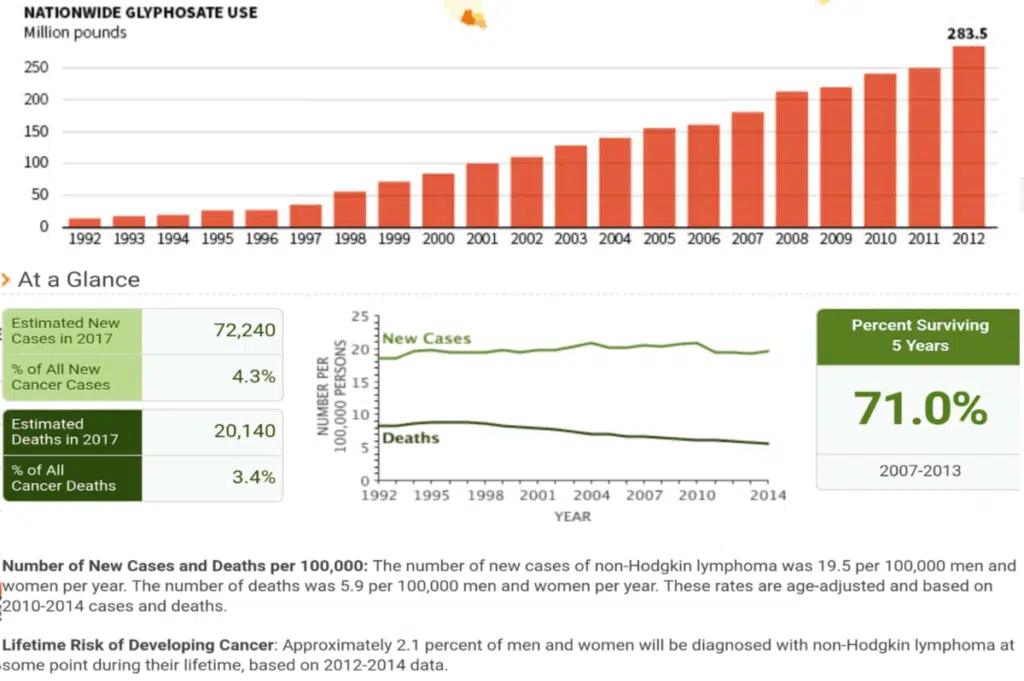 NATIONWIDE GLYPHOSATE USE
Million pounds
283.5
250
200
150
100
50
0
1992 1993 1994 1995 1996 1997 1998 1999 2000 2001 2002 2003 2004 2005 2006 2007 2008 2009 2010 2011 2012
At a Glance
Estimated New
Cases in 2017
72,240
% of All New
Cancer Cases
4.3%
Estimated
Deaths in 2017
20,140
% of All
Cancer Deaths
3.4%
NUMBER PER
100,000 PERSONS
25
20
15
10
5
0
New Cases
Deaths
1992 1995 1998 2001 2004 2007 2010 2014
YEAR
Percent Surviving
5 Years
71.0%
2007-2013
Number of New Cases and Deaths per 100,000: The number of new cases of non-Hodgkin lymphoma was 19.5 per 100,000 men and
women per year. The number of deaths was 5.9 per 100,000 men and women per year. These rates are age-adjusted and based on
2010-2014 cases and deaths.
Lifetime Risk of Developing Cancer: Approximately 2.1 percent of men and women will be diagnosed with non-Hodgkin lymphoma at
some point during their lifetime, based on 2012-2014 data.